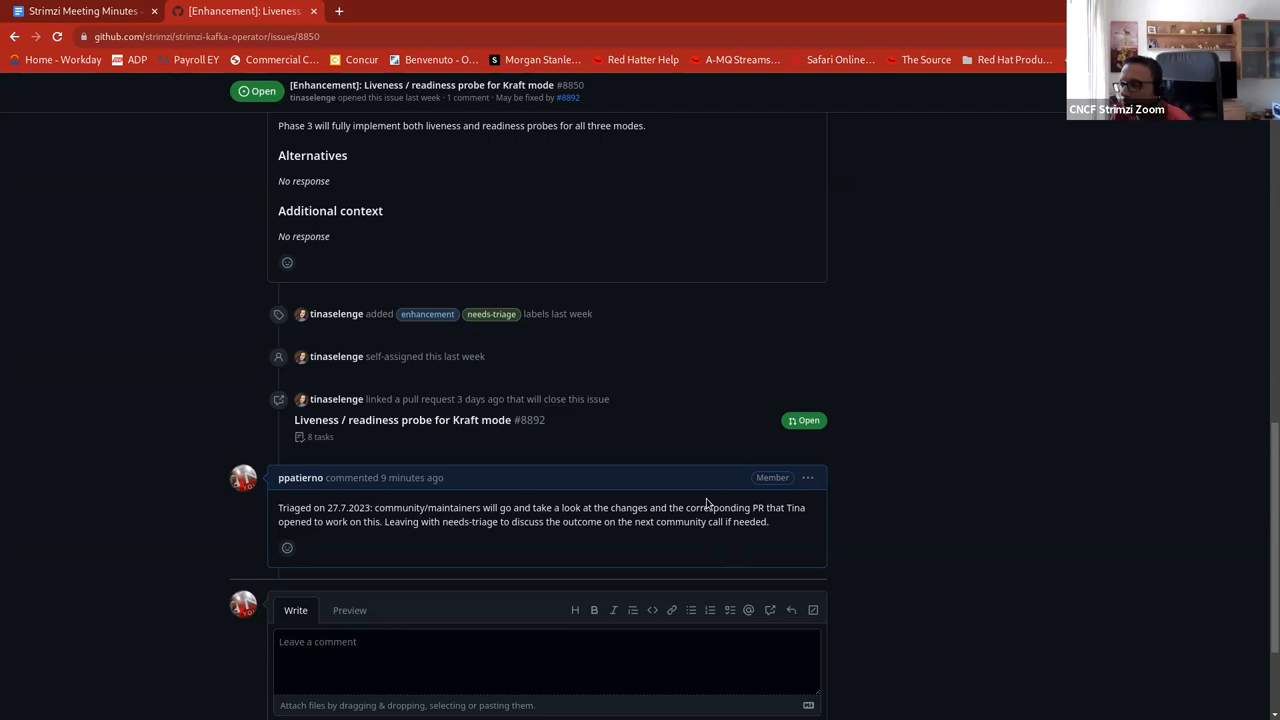 Strimzi Meeting Minutes -
[Enhancement]: Liveness
github.com/strimzi/strimzi-kafka-operator/issues/8850
Home - Workday
ADP
Payroll EY
Commercial C...
Concur
Benvenuto - O...
Morgan Stanle...
Red Hatter Help
A-MQ Streams...
Safari Online...
The Source
Red Hat Produ...
CNCF Strimzi Zoom
Open
[Enhancement]: Liveness / readiness probe for Kraft mode #8850
tinaselenge opened this issue last week · 1 comment · May be fixed by #8892
Phase 3 will fully implement both liveness and readiness probes for all three modes.
Alternatives
No response
Additional context
No response
tinaselenge added enhancement needs-triage labels last week
tinaselenge self-assigned this last week
tinaselenge linked a pull request 3 days ago that will close this issue
Liveness / readiness probe for Kraft mode #8892
Open
8 tasks
ppatierno commented 9 minutes ago
Member
Triaged on 27.7.2023: community/maintainers will go and take a look at the changes and the corresponding PR that Tina
opened to work on this. Leaving with needs-triage to discuss the outcome on the next community call if needed.
Write
Preview
Leave a comment
Attach files by dragging & dropping, selecting or pasting them.